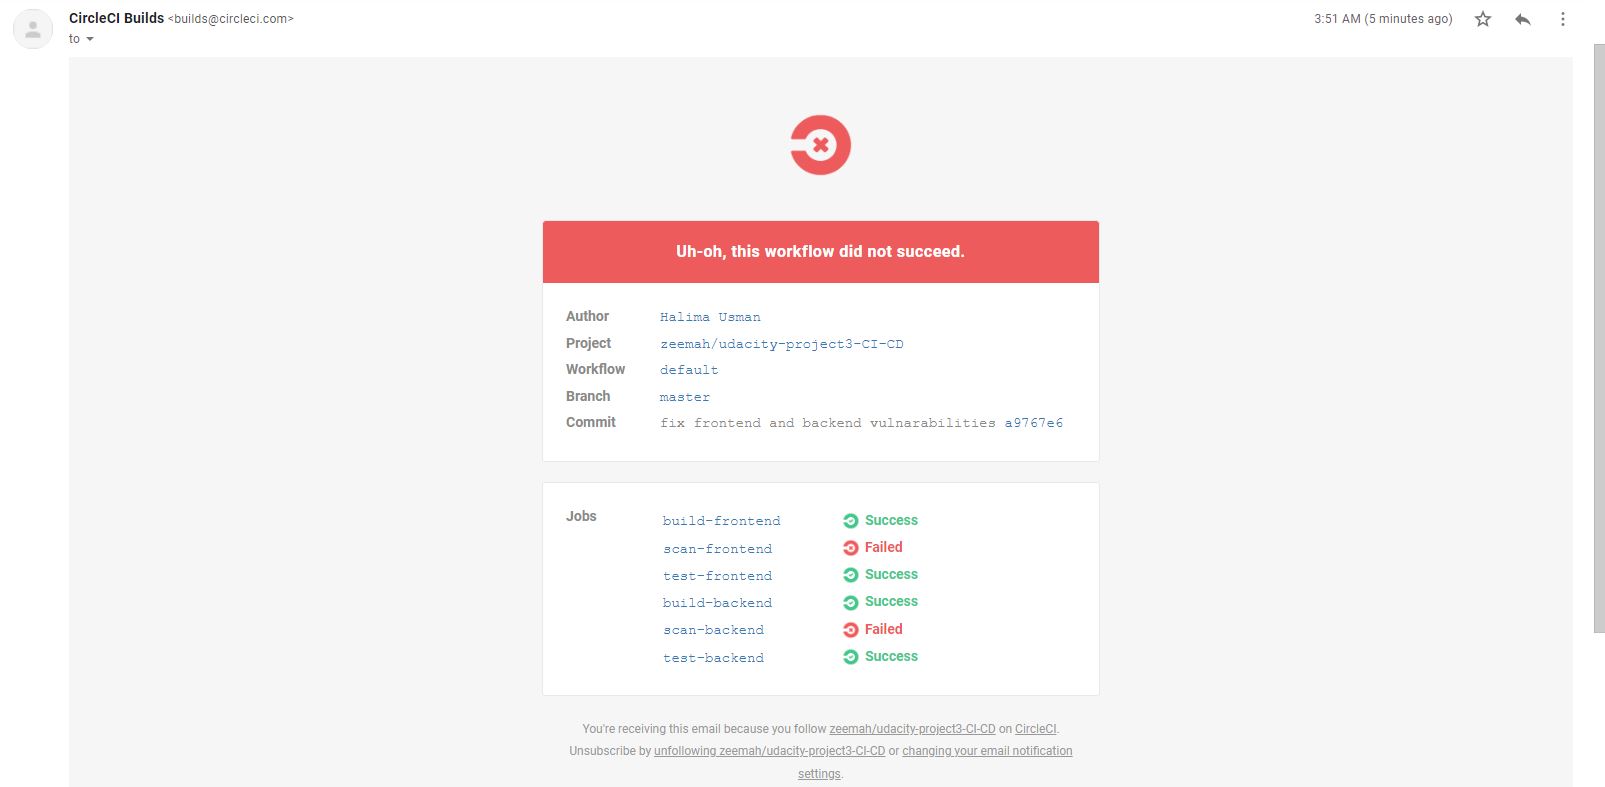 CircleCI Builds <builds@circleci.com>
3:51 AM (5 minutes ago)
to
Uh-oh, this workflow did not succeed.
Author Halima Usman
Project zeemah/udacity-project3-CI-CD
Workflow default
Branch master
Commit fix frontend and backend vulnarabilities a9767e6
Jobs build-frontend Success
scan-frontend Failed
test-frontend Success
build-backend Success
scan-backend Failed
test-backend Success
You're receiving this email because you follow zeemah/udacity-project3-CI-CD on CircleCI.
Unsubscribe by unfollowing zeemah/udacity-project3-CI-CD or changing your email notification
settings.